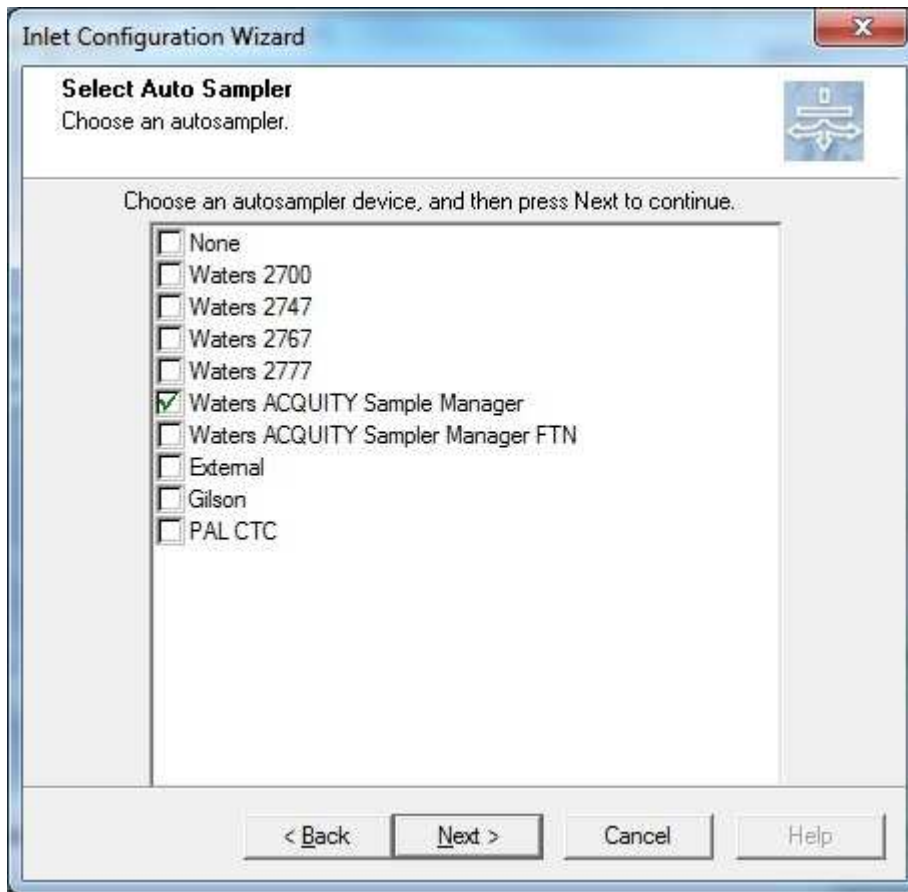 Inlet Configuration Wizard
Select Auto Sampler
Choose an autosampler.
Choose an autosampler device, and then press Next to continue.
None
Waters 2700
Waters 2747
Waters 2767
Waters 2777
Waters ACQUITY Sample Manager
Waters ACQUITY Sampler Manager FTN
External
Gilson
PAL CTC
< Back Next > Cancel Help